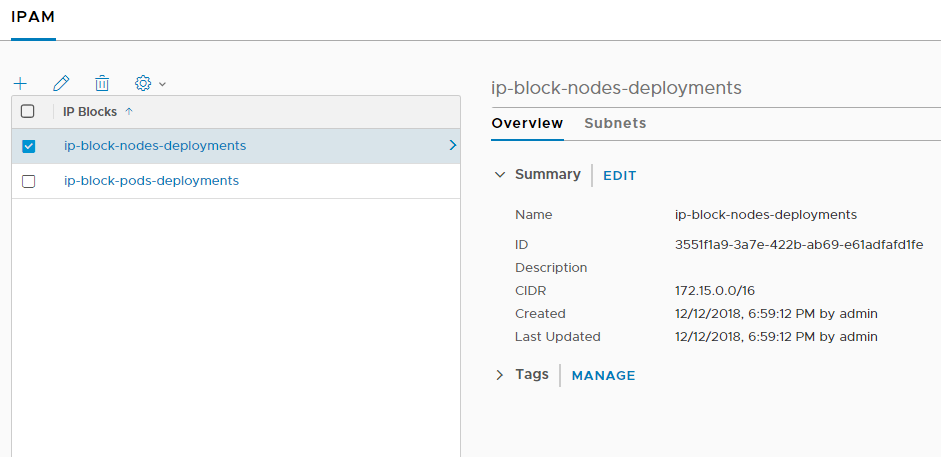 IPAM
IP Blocks
ip-block-nodes-deployments
ip-block-pods-deployments
ip-block-nodes-deployments
Overview Subnets
Summary EDIT
Name ip-block-nodes-deployments
ID 3551f1a9-3a7e-422b-ab69-e61adfafd1fe
Description
CIDR 172.15.0.0/16
Created 12/12/2018, 6:59:12 PM by admin
Last Updated 12/12/2018, 6:59:12 PM by admin
Tags MANAGE